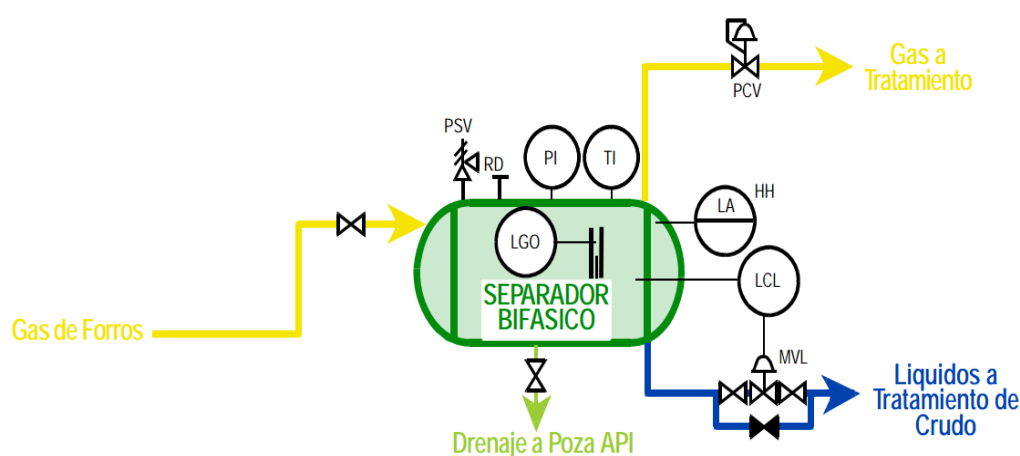 Gas a
Tratamiento
PCV
PSV
RD
PI
TI
LA
HH
LGO
LCL
SEPARADOR
BIFASICO
Gas de Forros
MVL
Liquidos a
Tratamiento de
Crudo
Drenaje a Poza API